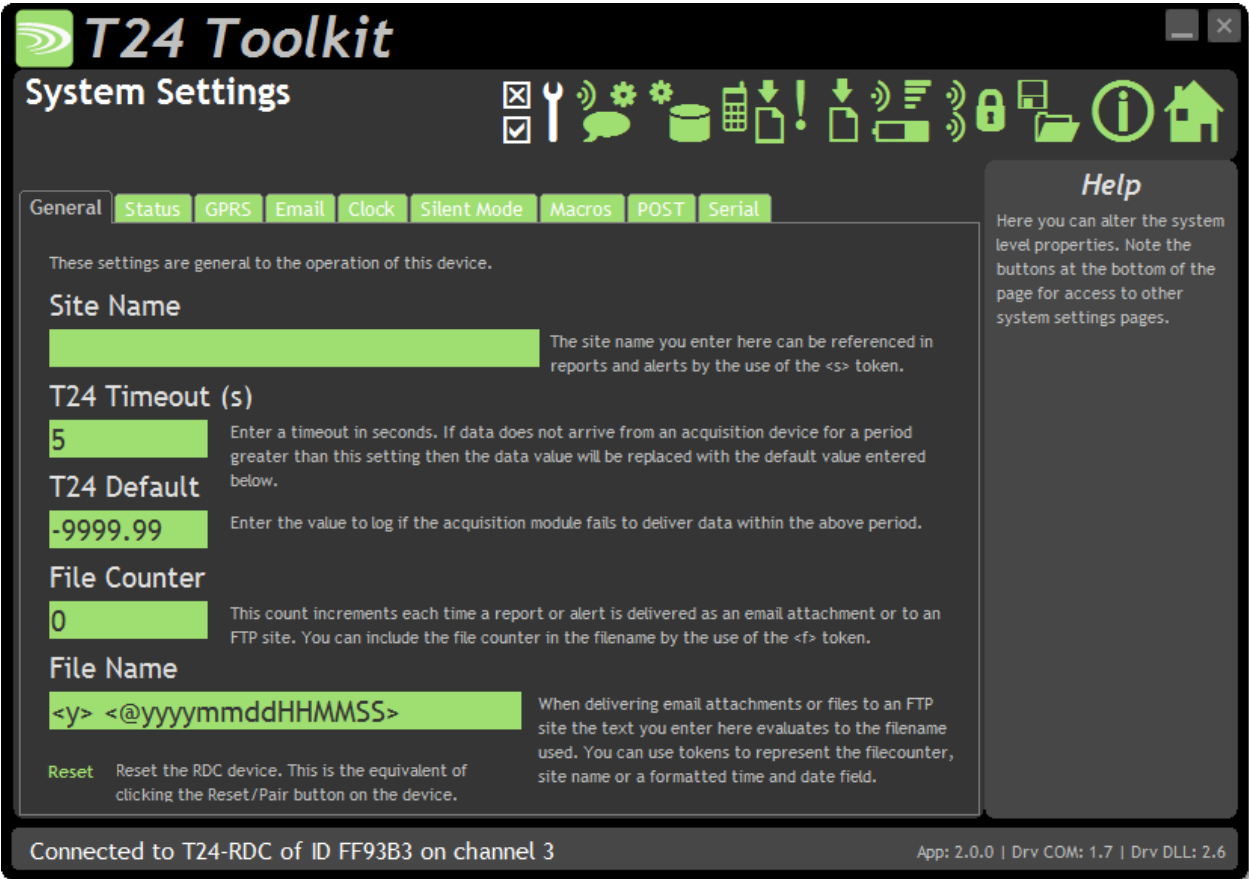 T24 Toolkit
System Settings
General Status GPRS Email Clock Silent Mode Macros POST Serial
These settings are general to the operation of this device.
Site Name
The site name you enter here can be referenced in
reports and alerts by the use of the <s> token.
T24 Timeout (s)
5
Enter a timeout in seconds. If data does not arrive from an acquisition device for a period
greater than this setting then the data value will be replaced with the default value entered
below.
T24 Default
-9999.99
Enter the value to log if the acquisition module fails to deliver data within the above period.
File Counter
0
This count increments each time a report or alert is delivered as an email attachment or to an
FTP site. You can include the file counter in the filename by the use of the <f> token.
File Name
<y> <@yyyymmddHHMMSS>
When delivering email attachments or files to an FTP
site the text you enter here evaluates to the filename
used. You can use tokens to represent the filecounter,
site name or a formatted time and date field.
Reset
Reset the RDC device. This is the equivalent of
clicking the Reset/Pair button on the device.
Help
Here you can alter the system
level properties. Note the
buttons at the bottom of the
page for access to other
system settings pages.
Connected to T24-RDC of ID FF93B3 on channel 3
App: 2.0.0 | Drv COM: 1.7 | Drv DLL: 2.6